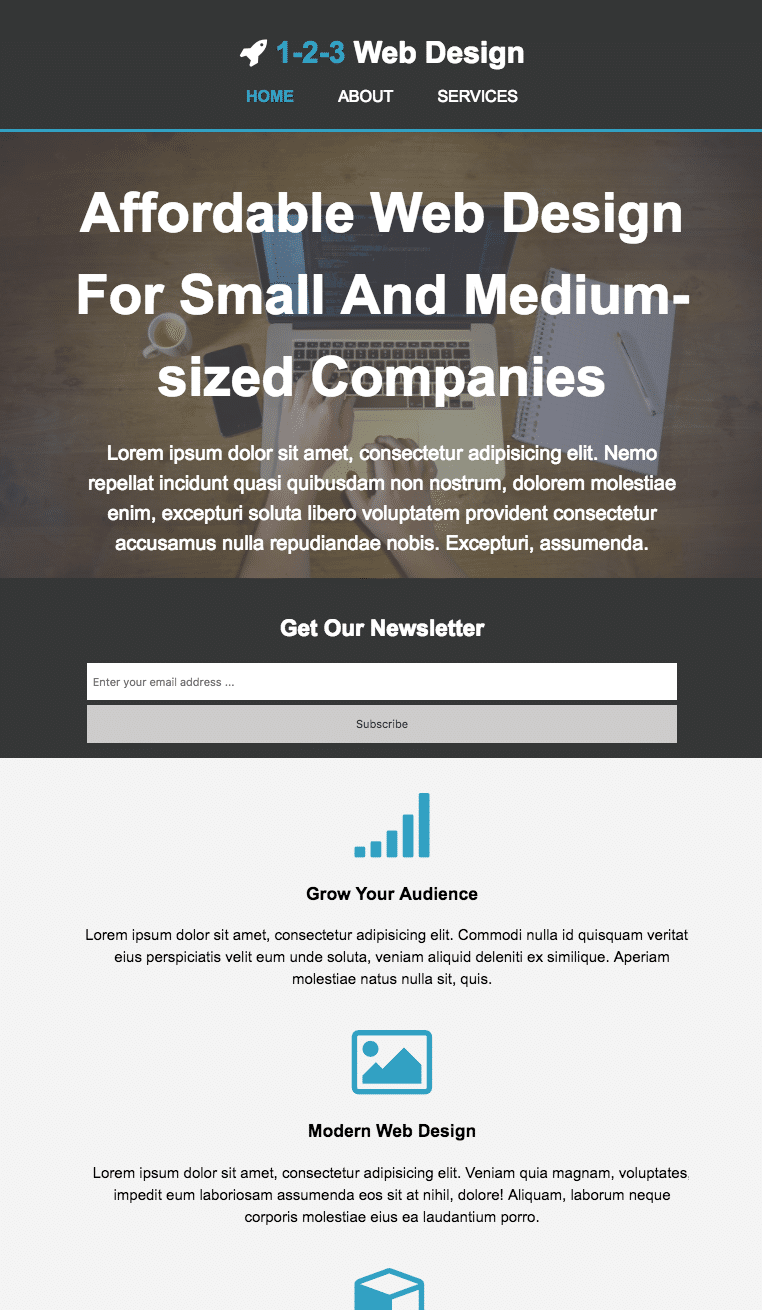 1-2-3 Web Design
HOME ABOUT SERVICES
Affordable Web Design
For Small And Medium-
sized Companies
Lorem ipsum dolor sit amet, consectetur adipisicing elit. Nemo
repellat incidunt quasi quibusdam non nostrum, dolorem molestiae
enim, excepturi soluta libero voluptatem provident consectetur
accusamus nulla repudiandae nobis. Excepturi, assumenda.
Get Our Newsletter
Enter your email address ...
Subscribe
Grow Your Audience
Lorem ipsum dolor sit amet, consectetur adipisicing elit. Commodi nulla id quisquam veritat
eius perspiciatis velit eum unde soluta, veniam aliquid deleniti ex similique. Aperiam
molestiae natus nulla sit, quis.
Modern Web Design
Lorem ipsum dolor sit amet, consectetur adipisicing elit. Veniam quia magnam, voluptates,
impedit eum laboriosam assumenda eos sit at nihil, dolore! Aliquam, laborum neque
corporis molestiae eius ea laudantium porro.